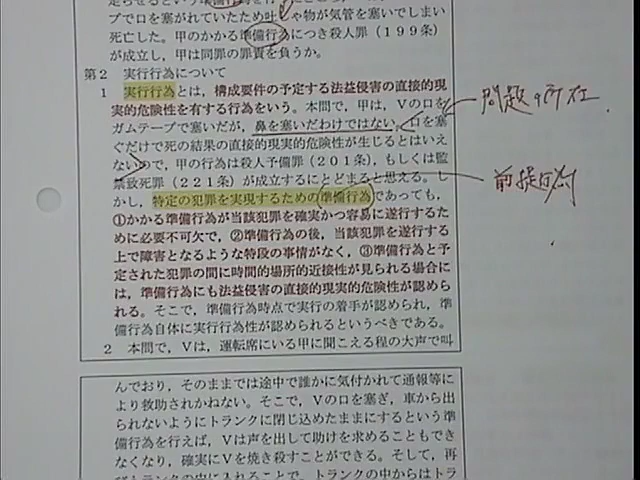 プで口を塞がれていたため吐しゃ物が気管を塞いでしまい
死亡した。甲のかかる準備行為につき殺人罪（１９９条）
が成立し，甲は同罪の罪責を負うか。
第２　実行行為について
１　実行行為とは，構成要件の予定する法益侵害の直接的現
実的危険性を有する行為をいう。本問で，甲は，Ｖの口を
ガムテープで塞いだが，鼻を塞いだわけではない。口を塞
ぐだけで死の結果の直接的現実的危険性が生じるとはいえ
ないので，甲の行為は殺人予備罪（２０１条），もしくは監
禁致死罪（２２１条）が成立するにとどまると思える。し
かし，特定の犯罪を実現するための準備行為であっても，
①かかる準備行為が当該犯罪を確実かつ容易に遂行するた
めに必要不可欠で，②準備行為の後，当該犯罪を遂行する
上で障害となるような特段の事情がなく，③準備行為と予
定された犯罪の間に時間的場所的近接性が見られる場合に
は，準備行為にも法益侵害の直接的現実的危険性が認めら
れる。そこで，準備行為時点で実行の着手が認められ，準
備行為自体に実行行為性が認められるというべきである。
２　本問で，Ｖは，運転席にいる甲に聞こえる程の大声で叫
んでおり，そのままでは途中で誰かに気付かれて通報等に
より救助されかねない。そこで，Ｖの口を塞ぎ，車から出
られないようにトランクに閉じ込めたままにするという準
備行為を行えば，Ｖは声を出して助けを求めることもでき
なくなり，確実にＶを焼き殺すことができる。そして，再
びトランクの中に入れることで，トランクの中からはトラ
問題の所在